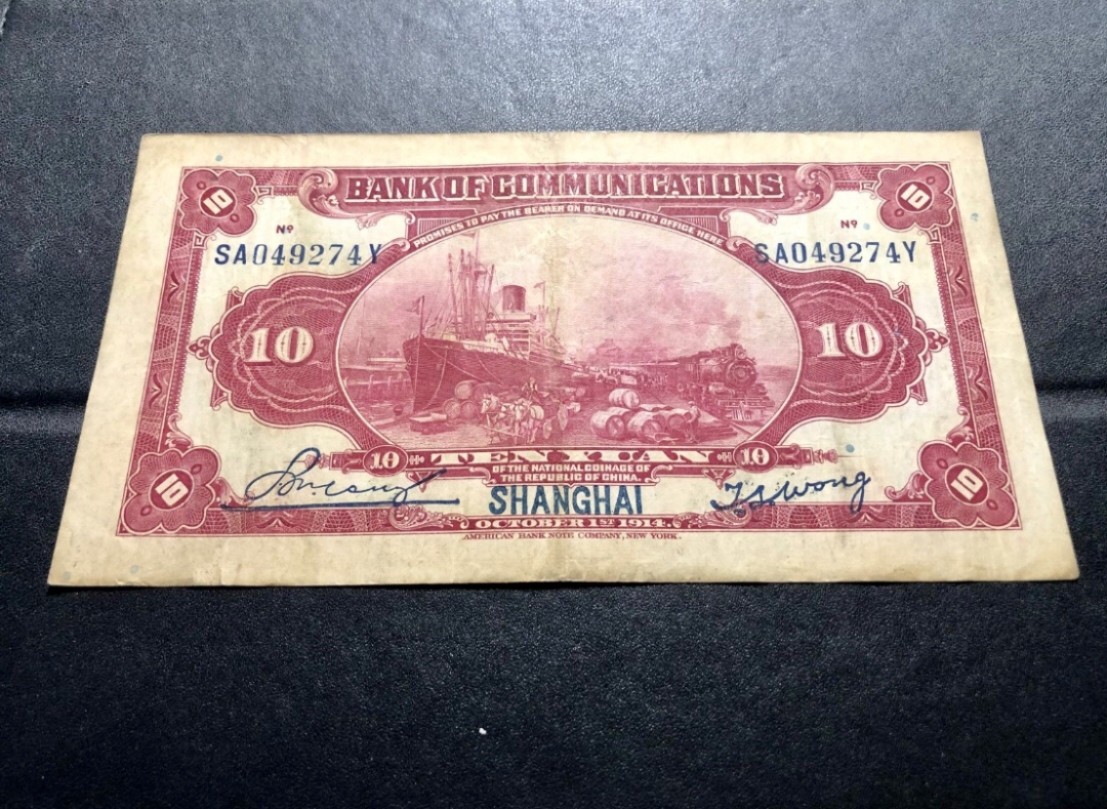 BANK OF COMMUNICATIONS
PROMISES TO PAY THE BEARER ON DEMAND AT ITS OFFICE HERE
10 10
Nº Nº
SA049274Y SA049274Y
10 10
10 TEN YUAN 10
OF THE NATIONAL COINAGE OF
THE REPUBLIC OF CHINA.
10 SHANGHAI T.S. Wong 10
OCTOBER 1ST 1914.
AMERICAN BANK NOTE COMPANY, NEW YORK.